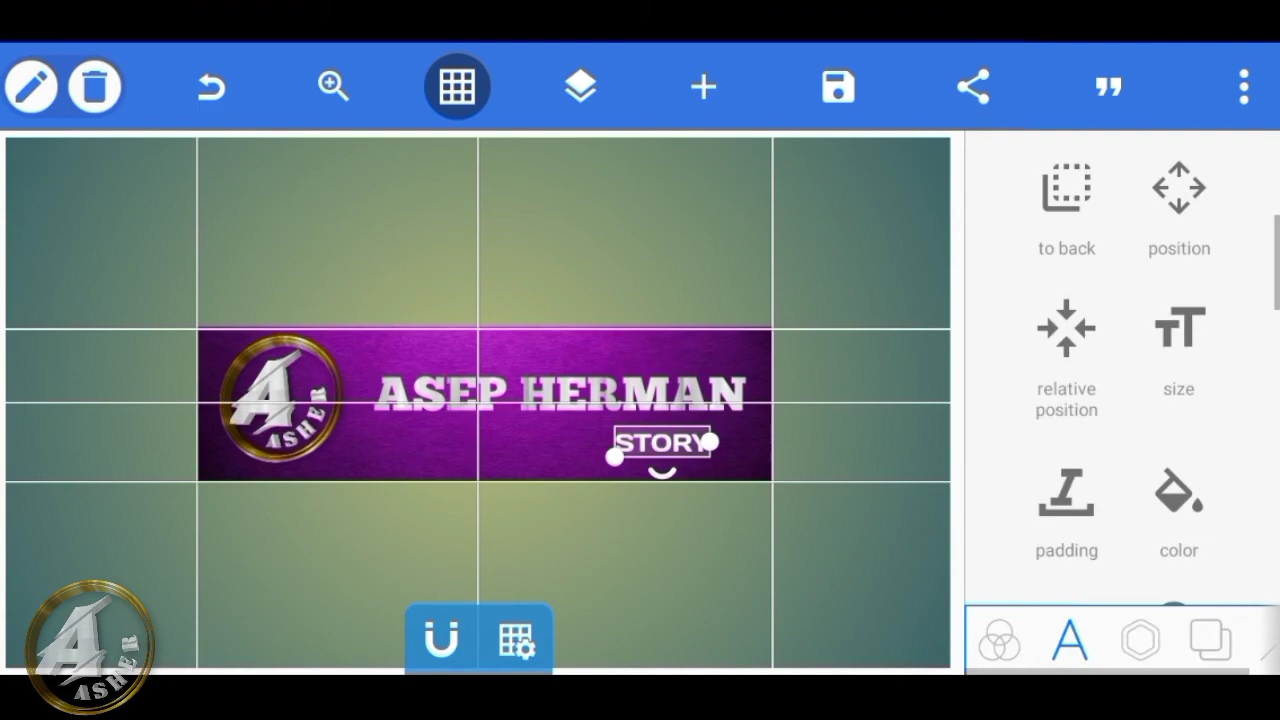 to back
position
relative
position
size
padding
color
A
ASHER
ASEP HERMAN
STORY
A
ASHER